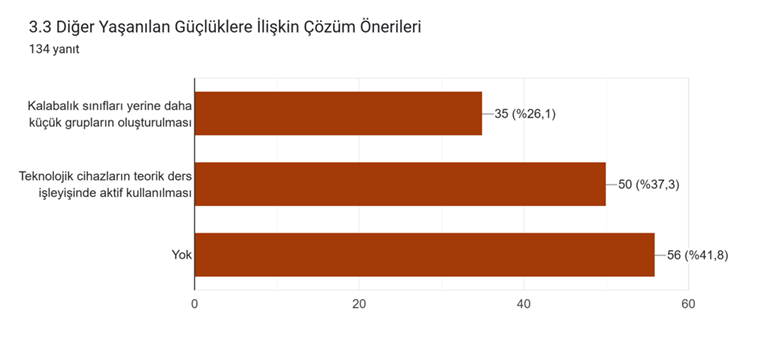 3.3 Diğer Yaşanılan Güçlüklere İlişkin Çözüm Önerileri
134 yanıt
Kalabalık sınıfları yerine daha
küçük grupların oluşturulması
35 (%26,1)
Teknolojik cihazların teorik ders
işleyişinde aktif kullanılması
50 (%37,3)
Yok
56 (%41,8)
0
20
40
60